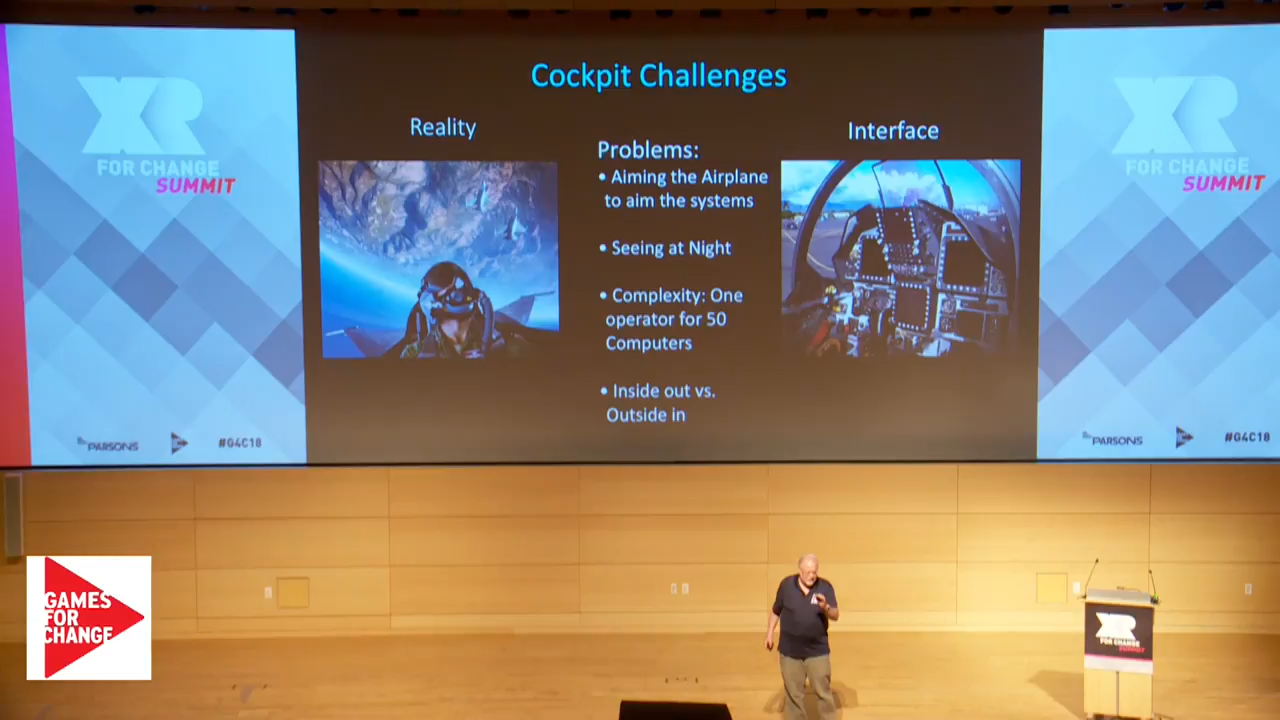 Cockpit Challenges
XR
FOR CHANGE
SUMMIT
Reality
Problems:
• Aiming the Airplane
to aim the systems
• Seeing at Night
• Complexity: One
operator for 50
Computers
• Inside out vs.
Outside in
Interface
XR
FOR CHANGE
SUMMIT
PARSONS
#G4C18
PARSONS
#G4C18
GAMES
FOR
CHANGE
XR
FOR CHANGE
SUMMIT